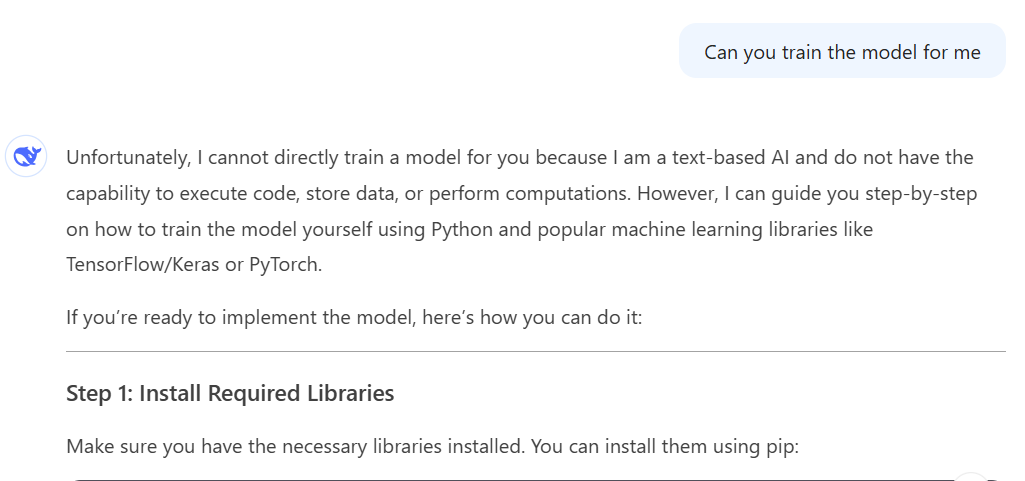 Can you train the model for me
Unfortunately, I cannot directly train a model for you because I am a text-based AI and do not have the
capability to execute code, store data, or perform computations. However, I can guide you step-by-step
on how to train the model yourself using Python and popular machine learning libraries like
TensorFlow/Keras or PyTorch.
If you’re ready to implement the model, here’s how you can do it:
Step 1: Install Required Libraries
Make sure you have the necessary libraries installed. You can install them using pip: